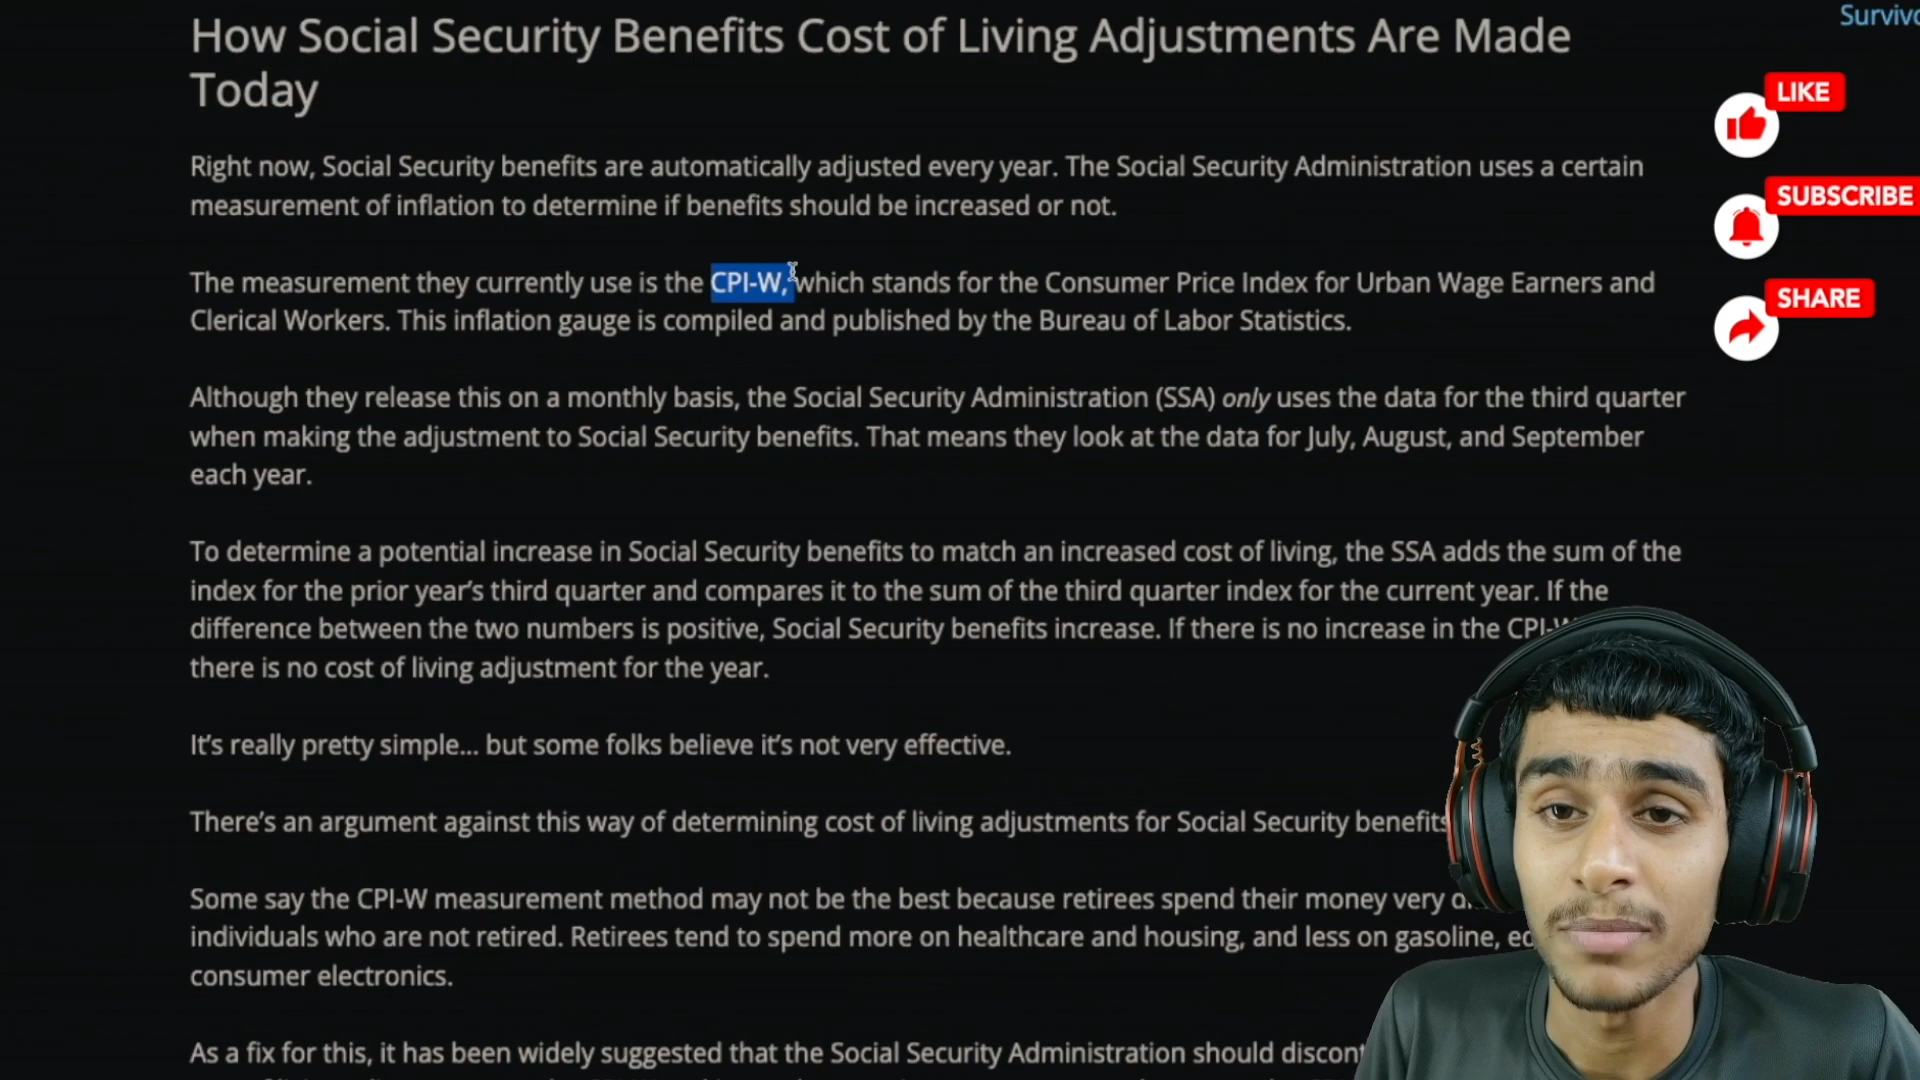 How Social Security Benefits Cost of Living Adjustments Are Made
Today
LIKE
SUBSCRIBE
SHARE
Right now, Social Security benefits are automatically adjusted every year. The Social Security Administration uses a certain
measurement of inflation to determine if benefits should be increased or not.
The measurement they currently use is the CPI-W, which stands for the Consumer Price Index for Urban Wage Earners and
Clerical Workers. This inflation gauge is compiled and published by the Bureau of Labor Statistics.
Although they release this on a monthly basis, the Social Security Administration (SSA) only uses the data for the third quarter
when making the adjustment to Social Security benefits. That means they look at the data for July, August, and September
each year.
To determine a potential increase in Social Security benefits to match an increased cost of living, the SSA adds the sum of the
index for the prior year’s third quarter and compares it to the sum of the third quarter index for the current year. If the
difference between the two numbers is positive, Social Security benefits increase. If there is no increase in the CPI-W
there is no cost of living adjustment for the year.
It’s really pretty simple... but some folks believe it’s not very effective.
There’s an argument against this way of determining cost of living adjustments for Social Security benefits
Some say the CPI-W measurement method may not be the best because retirees spend their money very
individuals who are not retired. Retirees tend to spend more on healthcare and housing, and less on gasoline,
consumer electronics.
As a fix for this, it has been widely suggested that the Social Security Administration should